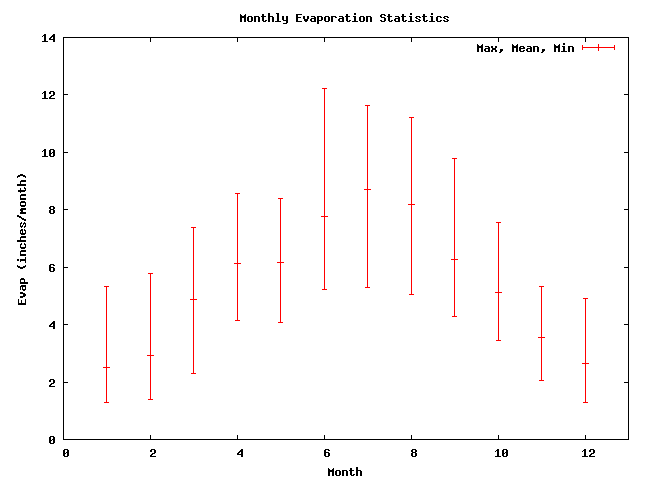 Monthly Evaporation Statistics
Max, Mean, Min
14
12
10
8
6
4
2
0
Evap (inches/month)
0 2 4 6 8 10 12
Month